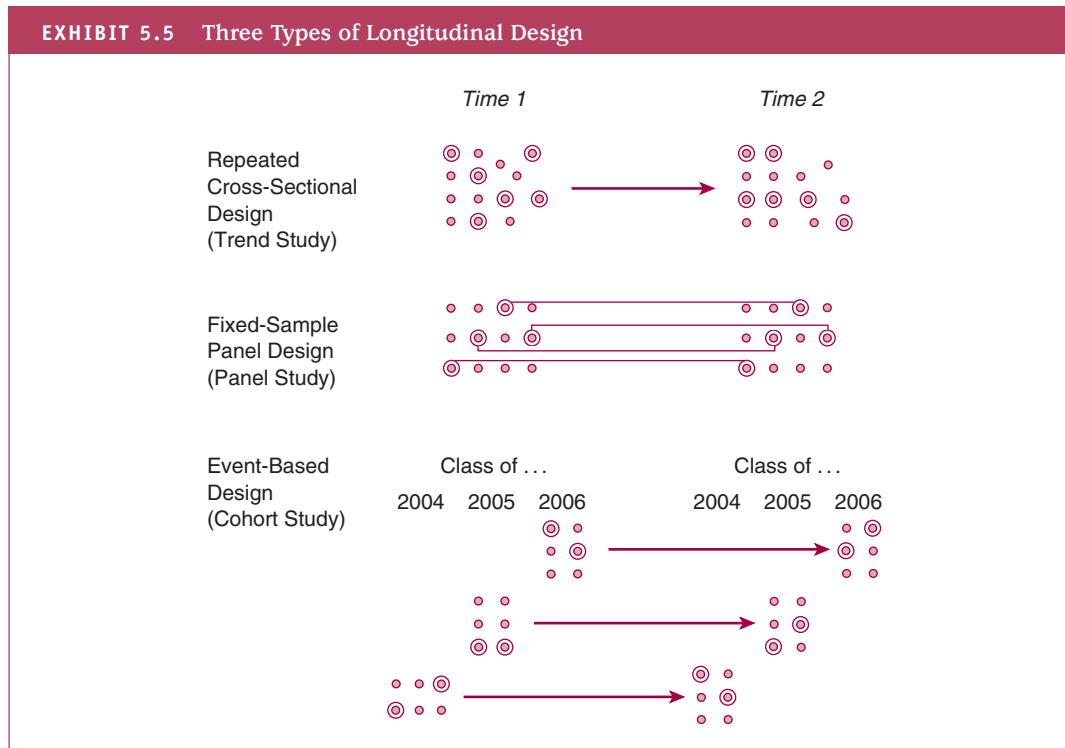 EXHIBIT 5.5 Three Types of Longitudinal Design
Time 1
Time 2
Repeated
Cross-Sectional
Design
(Trend Study)
Fixed-Sample
Panel Design
(Panel Study)
Event-Based
Design
(Cohort Study)
Class of . . .
2004 2005 2006
Class of . . .
2004 2005 2006